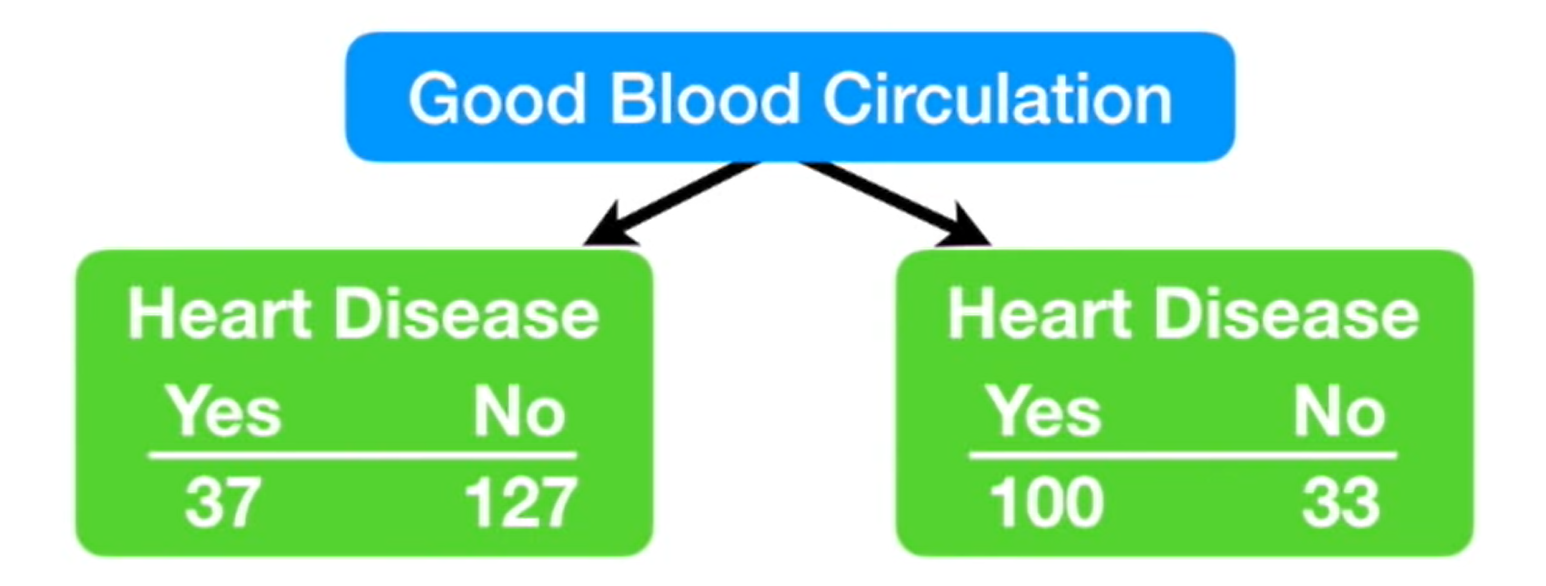 Good Blood Circulation
Heart Disease
Yes No
37 127
Heart Disease
Yes No
100 33